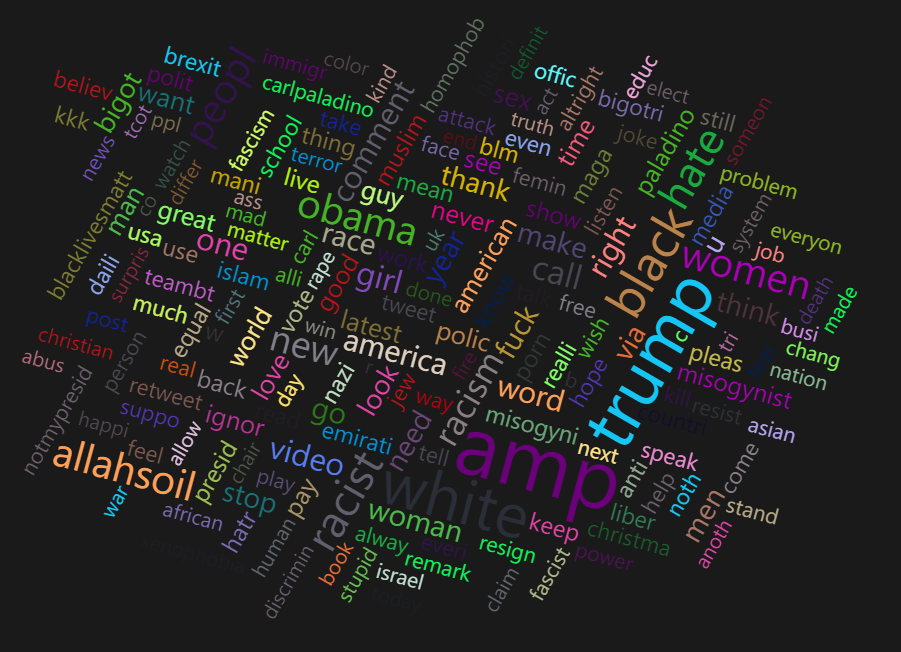 definit
homophob
color
immigr
brexit
offic
educ
peopl
elect
kind
act
altright
sex
believ
polit
bigot
want
carlpaladino
bigotri
kkk
tcot
ppl
comment
attack
truth
joke
still
someon
take
fascism
school
thing
muslim
end
blm
even
time
paladino
hate
news
watch
terror
face
see
femin
maga
problem
differ
mani
live
guy
mean
thank
media
blacklivesmatt
man
co
great
ass
mad
obama
never
show
listen
black
u
system
everyon
usa
use
one
matter
carl
race
uk
year
american
make
right
women
job
daili
surpris
teambt
islam
alli
rape
good
girl
work
call
death
made
much
first
vote
done
free
think
post
equal
w
world
win
tweet
latest
polic
fuck
wish
via
trump
c
tri
busi
chang
christian
person
real
new
america
porn
realli
pleas
nation
abus
back
love
day
nazi
look
fire
r
b
hope
misogynist
notmypresid
retweet
suppo
ignor
read
go
jew
way
racism
word
kill
resist
countri
asian
happi
feel
allow
presid
chair
emirati
need
misogyni
next
speak
come
allahsoil
video
tell
amp
anti
help
noth
war
stop
play
pay
racist
white
men
stand
african
hatr
human
woman
keep
liber
christma
anoth
discrimin
book
stupid
alway
everi
remark
resign
israel
claim
fascist
power